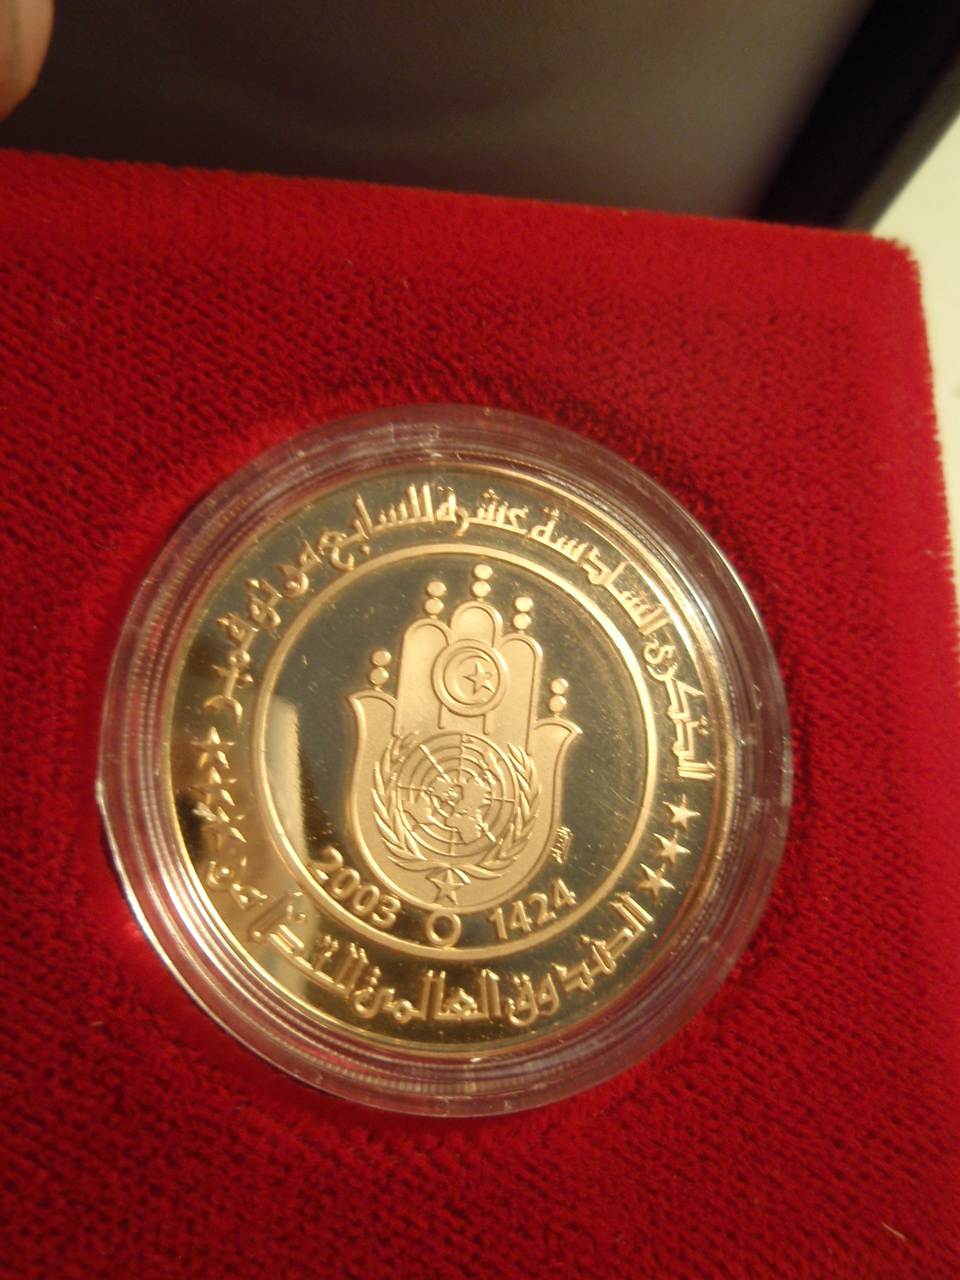 الذكرى السادسة عشرة للسابع من نوفمبر
2003 1424
الصندوق العالمي للتضامن